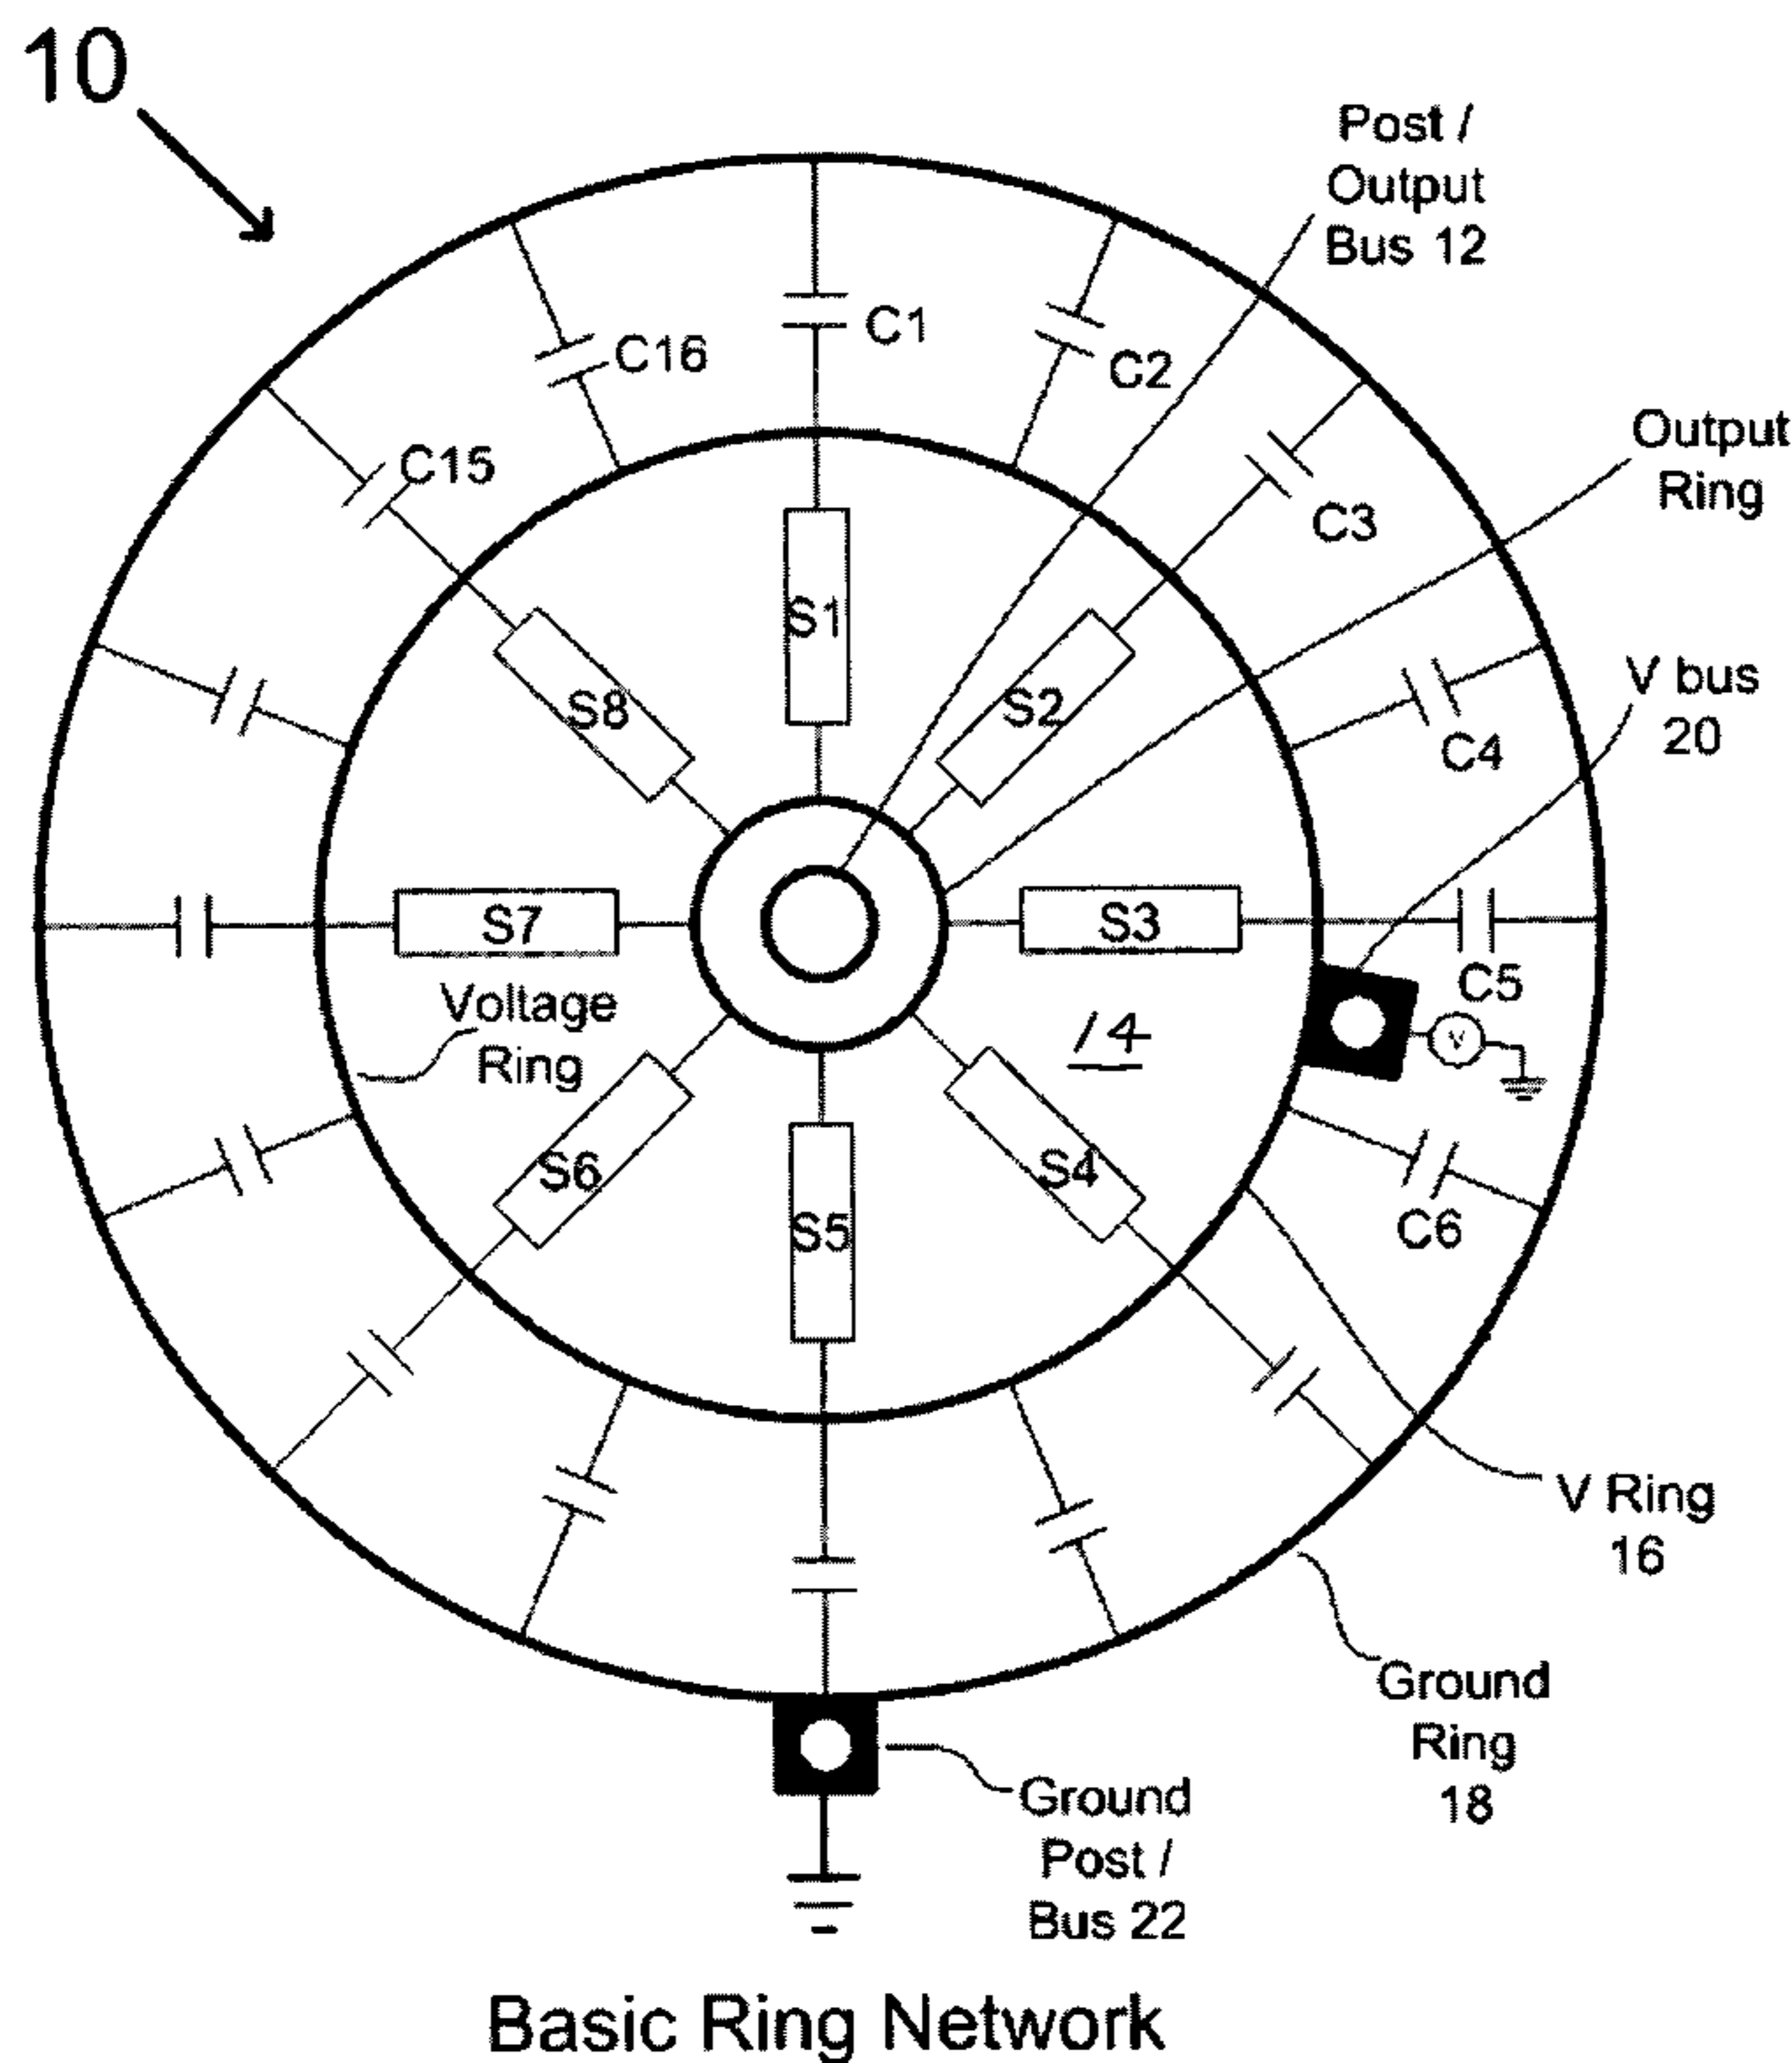 10
Post /
Output
Bus 12
C1
C2
C16
C3
C15
Output
Ring
S1
S2
S8
V bus
20
C4
S7
S3
C5
Voltage
Ring
14
V
S6
S4
S5
C6
V Ring
16
Ground
Ring
18
Ground
Post /
Bus 22
Basic Ring Network